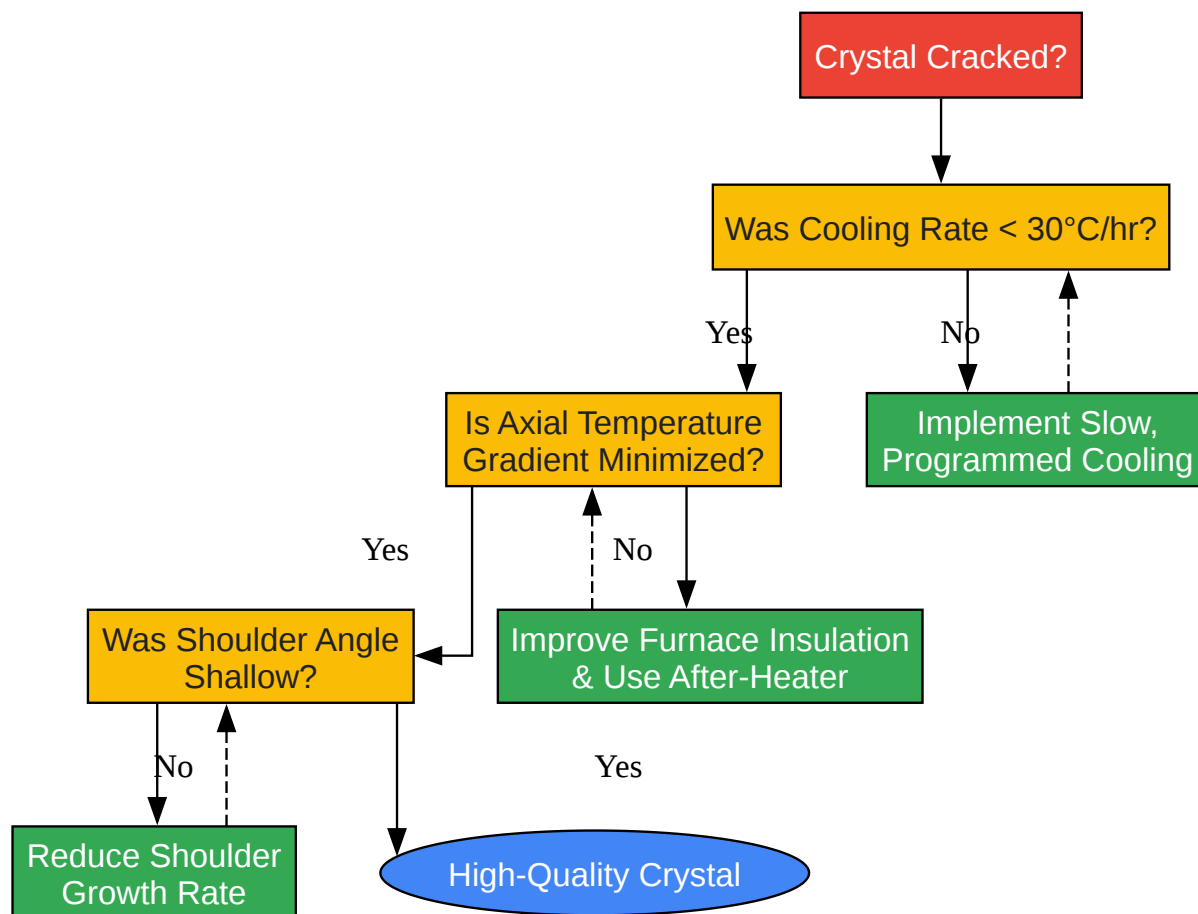 Crystal Cracked?
Was Cooling Rate < 30°C/hr?
Yes
No
Is Axial Temperature
Gradient Minimized?
Implement Slow,
Programmed Cooling
Yes
No
Was Shoulder Angle
Shallow?
Improve Furnace Insulation
& Use After-Heater
No
Yes
Reduce Shoulder
Growth Rate
High-Quality Crystal